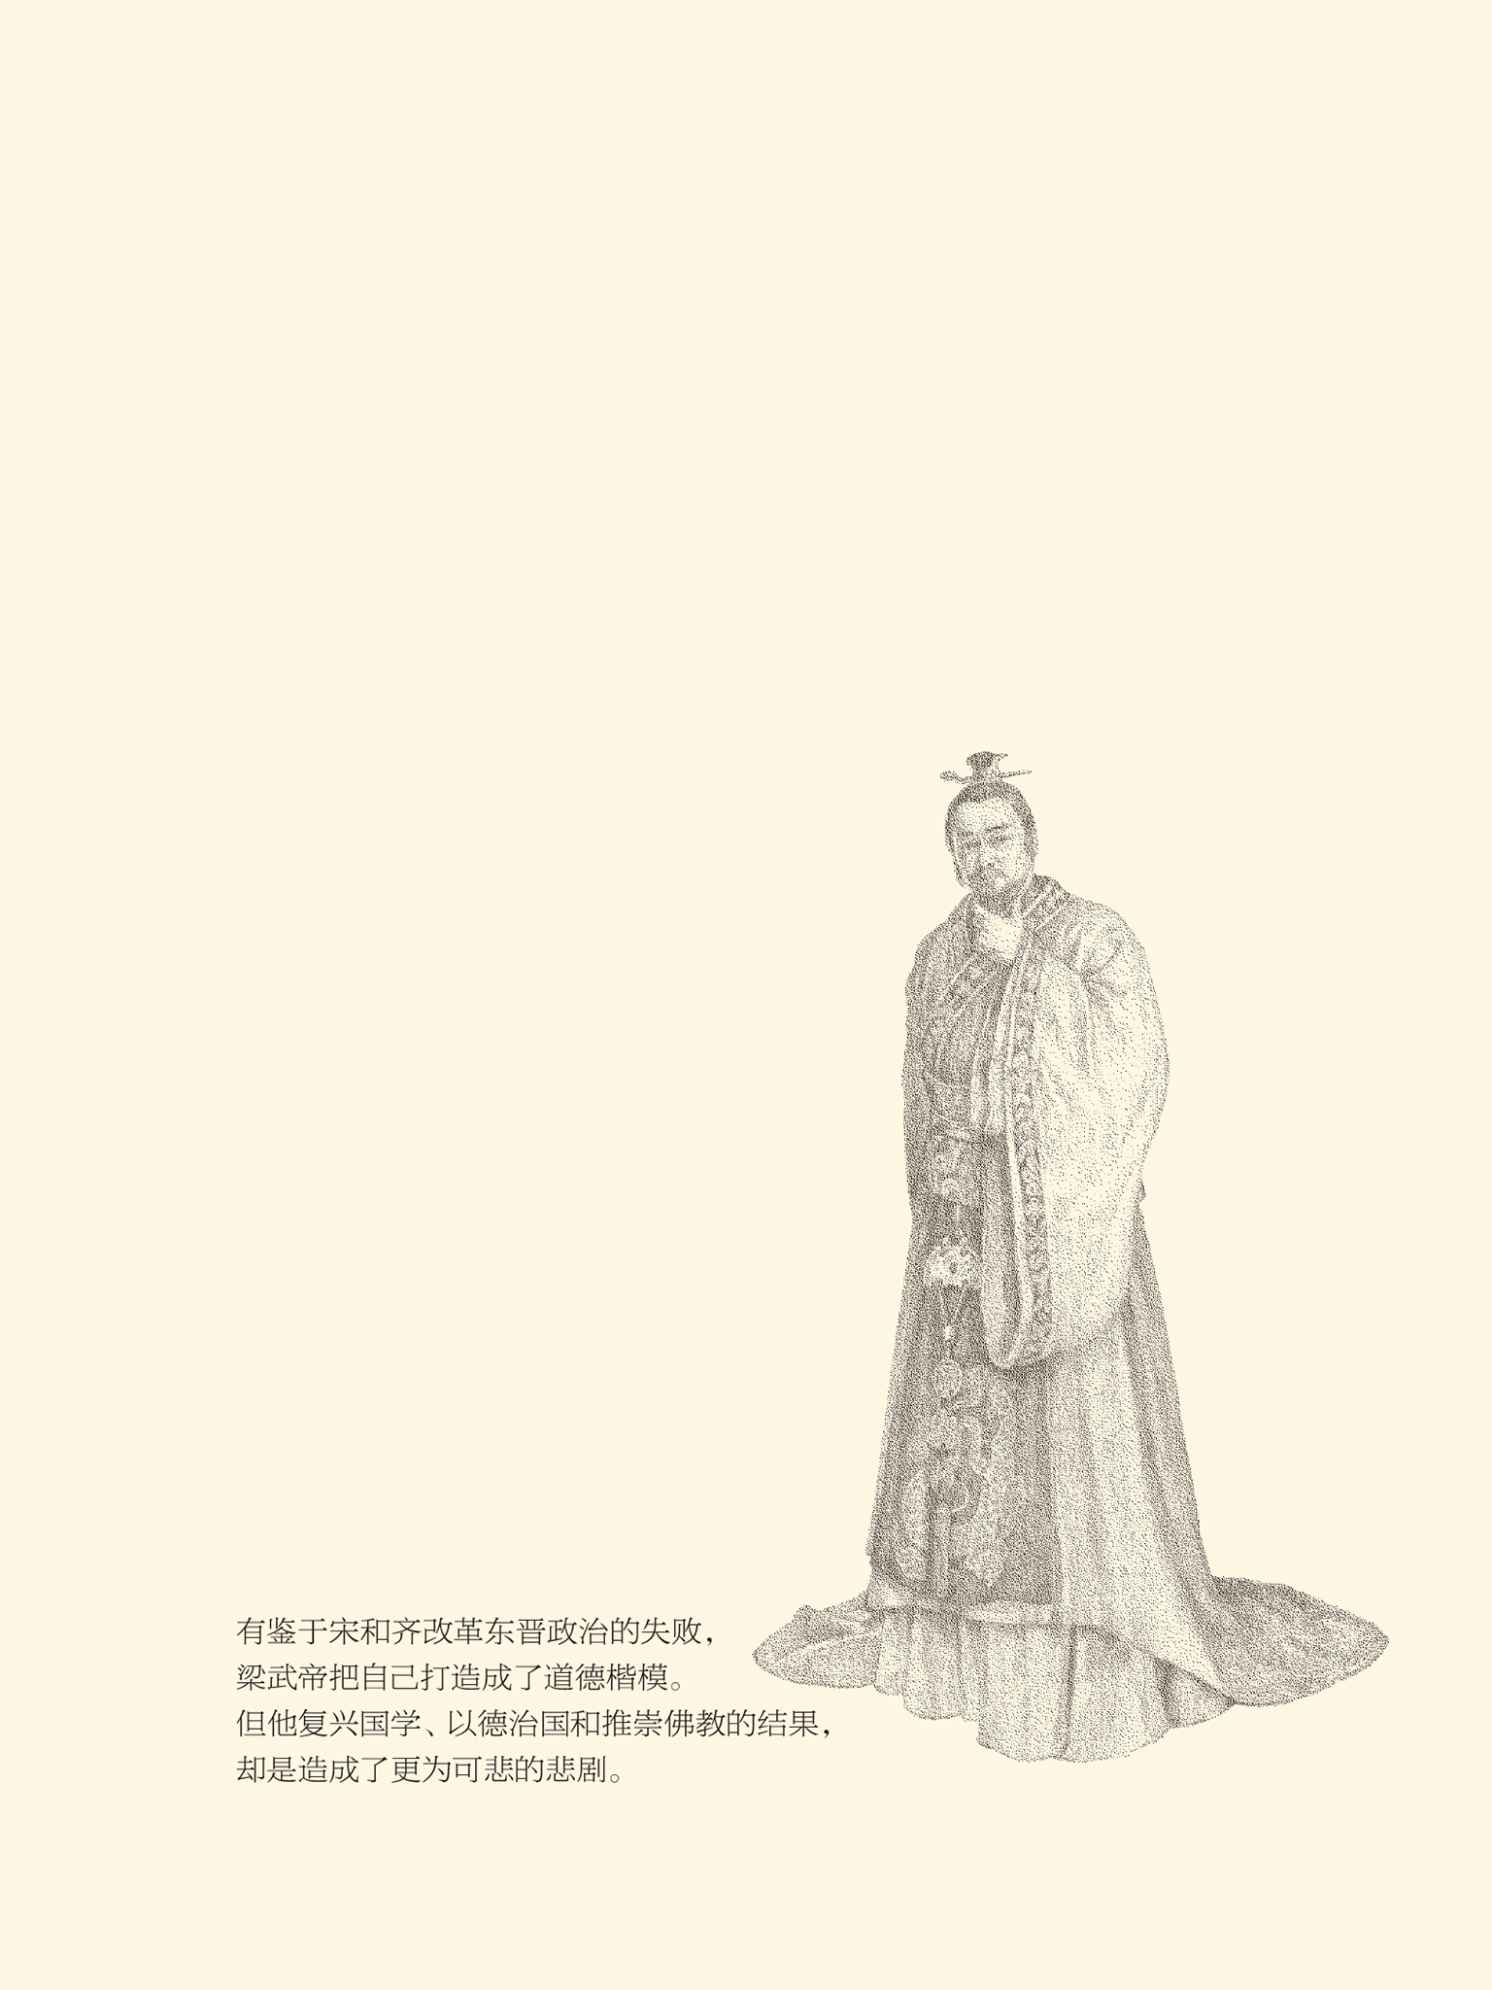 有鉴于宋和齐改革东晋政治的失败，
梁武帝把自己打造成了道德楷模。
但他复兴国学、以德治国和推崇佛教的结果，
却是造成了更为可悲的悲剧。